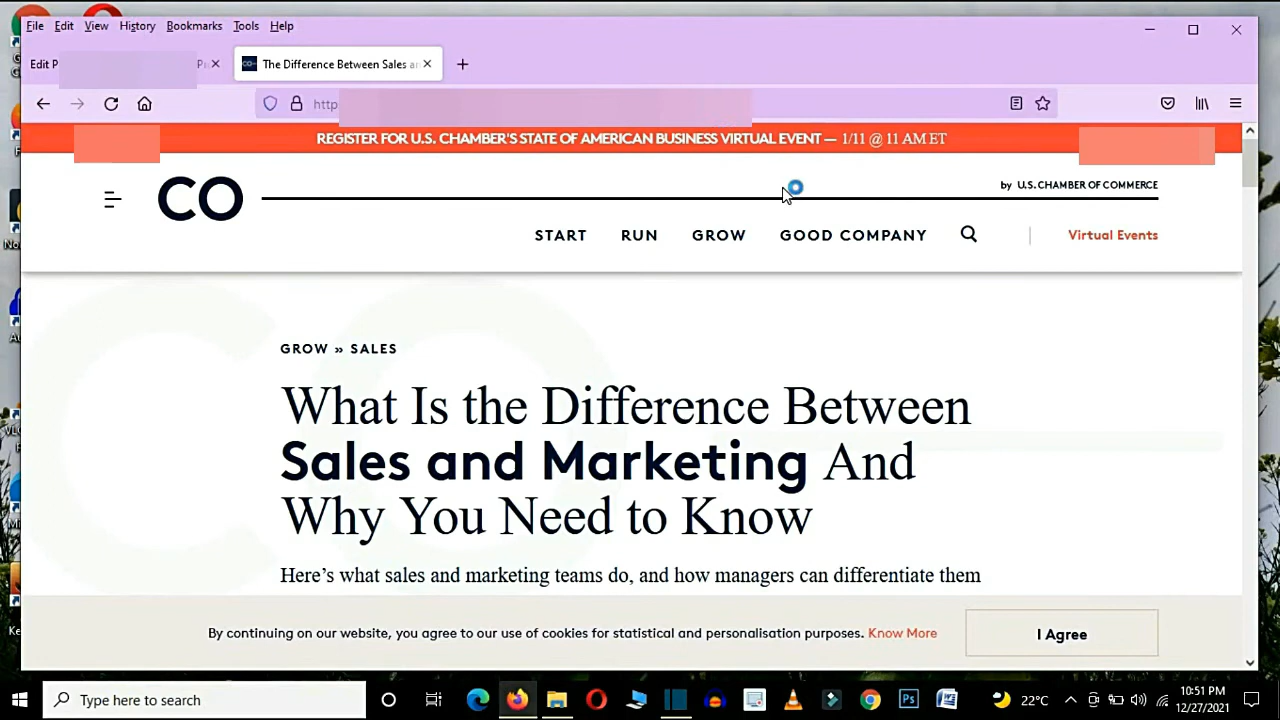 File Edit View History Bookmarks Tools Help
Edit P
The Difference Between Sales
http
REGISTER FOR U.S. CHAMBER'S STATE OF AMERICAN BUSINESS VIRTUAL EVENT — 1/11 @ 11 AM ET
CO
by U.S. CHAMBER OF COMMERCE
START RUN GROW GOOD COMPANY
Virtual Events
GROW » SALES
What Is the Difference Between
Sales and Marketing And
Why You Need to Know
Here's what sales and marketing teams do, and how managers can differentiate them
By continuing on our website, you agree to our use of cookies for statistical and personalisation purposes. Know More
I Agree
Type here to search
22°C
10:51 PM
12/27/2021